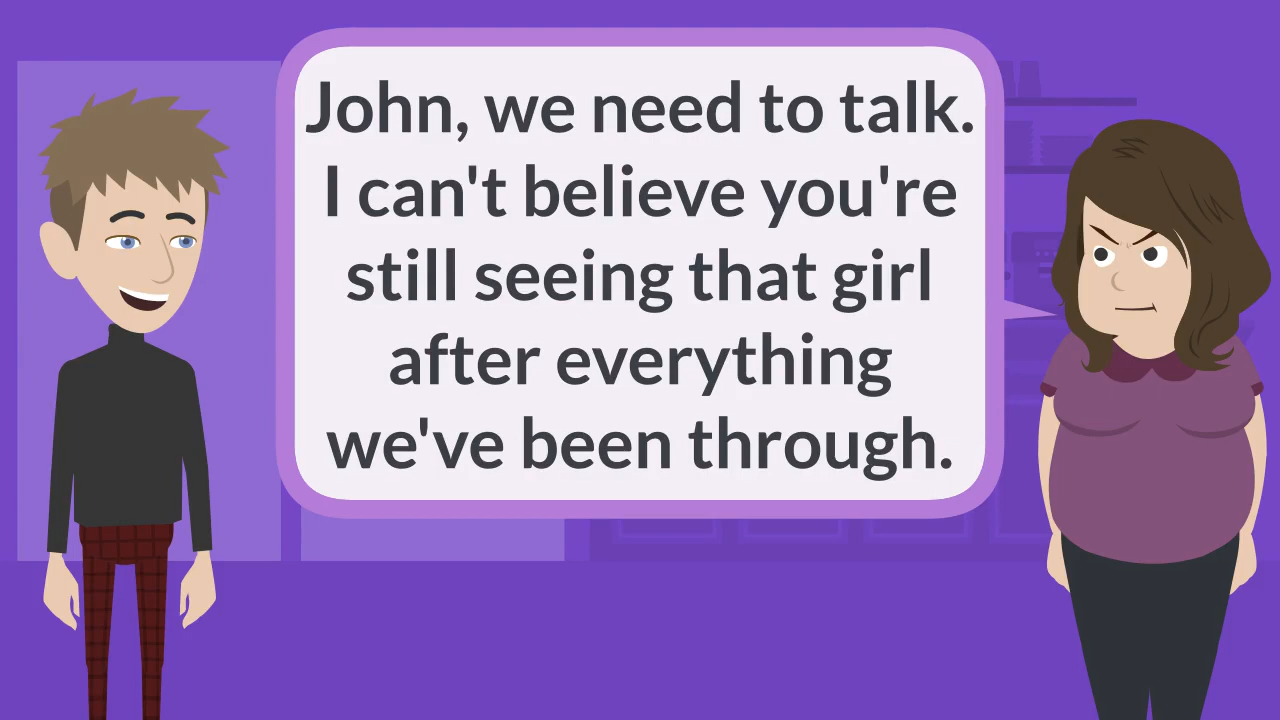 John, we need to talk.
I can't believe you're
still seeing that girl
after everything
we've been through.